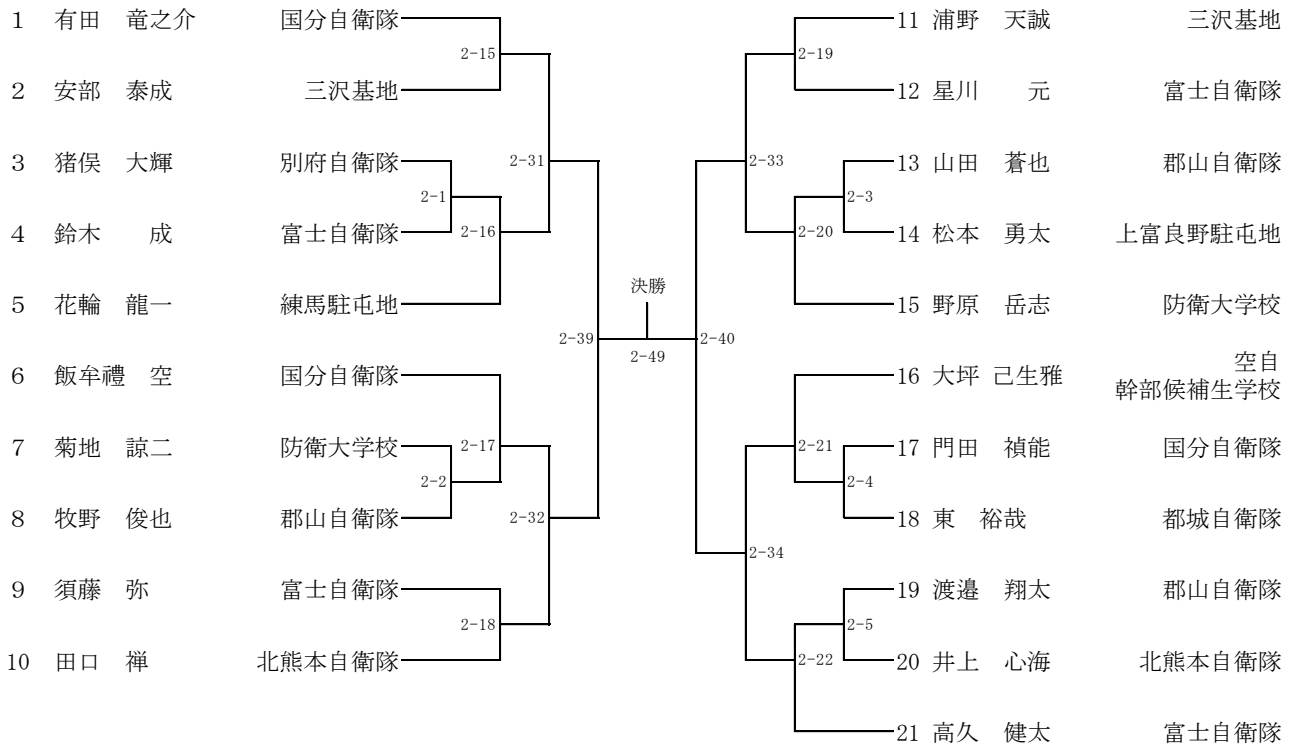 1 有田 竜之介 国分自衛隊
2-15
2 安部 泰成 三沢基地
2-31
3 猪俣 大輝 別府自衛隊
2-1
4 鈴木 成 富士自衛隊
2-16
5 花輪 龍一 練馬駐屯地
2-39
6 飯牟禮 空 国分自衛隊
7 菊地 諒二 防衛大学校
2-17
2-2
8 牧野 俊也 郡山自衛隊
2-32
9 須藤 弥 富士自衛隊
2-18
10 田口 禅 北熊本自衛隊
決勝
2-49
11 浦野 天誠 三沢基地
2-19
12 星川 元 富士自衛隊
2-33
13 山田 蒼也 郡山自衛隊
2-3
14 松本 勇太 上富良野駐屯地
2-20
15 野原 岳志 防衛大学校
2-40
16 大坪 己生雅 空自
幹部候補生学校
2-21
17 門田 禎能 国分自衛隊
2-4
18 東 裕哉 都城自衛隊
2-34
19 渡邉 翔太 郡山自衛隊
2-5
20 井上 心海 北熊本自衛隊
2-22
21 高久 健太 富士自衛隊